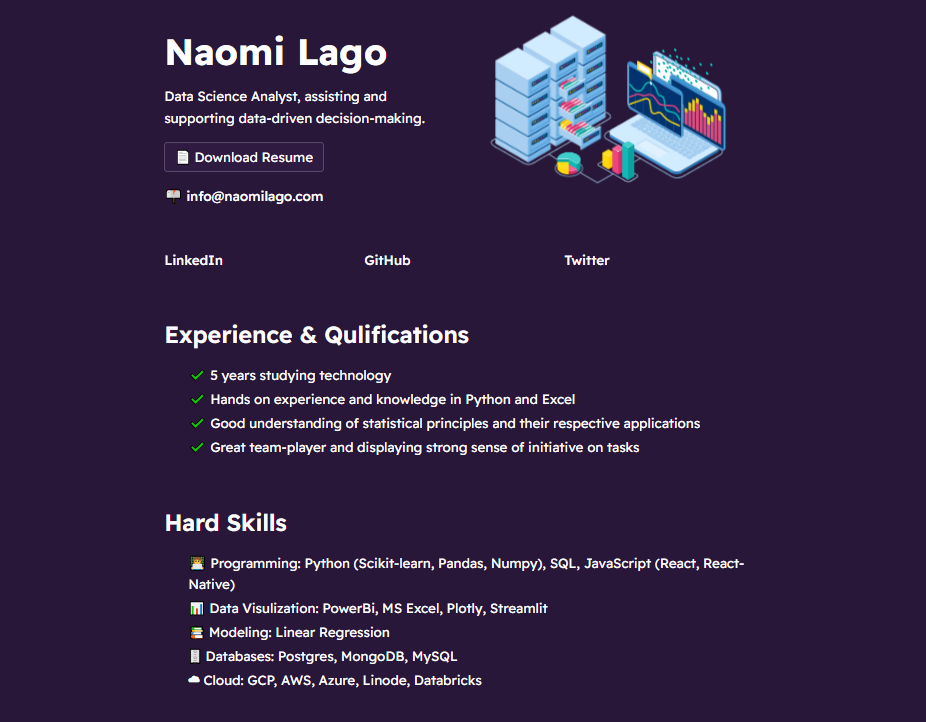 Naomi Lago
Data Science Analyst, assisting and
supporting data-driven decision-making.
Download Resume
info@naomilago.com
LinkedIn GitHub Twitter
Experience & Qulifications
5 years studying technology
Hands on experience and knowledge in Python and Excel
Good understanding of statistical principles and their respective applications
Great team-player and displaying strong sense of initiative on tasks
Hard Skills
Programming: Python (Scikit-learn, Pandas, Numpy), SQL, JavaScript (React, React-
Native)
Data Visulization: PowerBi, MS Excel, Plotly, Streamlit
Modeling: Linear Regression
Databases: Postgres, MongoDB, MySQL
Cloud: GCP, AWS, Azure, Linode, Databricks